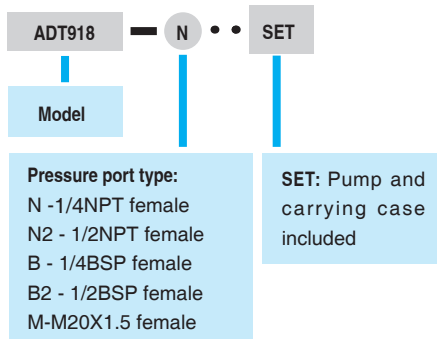 ADT918 — N • • SET
Model
Pressure port type:
N -1/4NPT female
N2 - 1/2NPT female
B - 1/4BSP female
B2 - 1/2BSP female
M-M20X1.5 female
SET: Pump and
carrying case
included